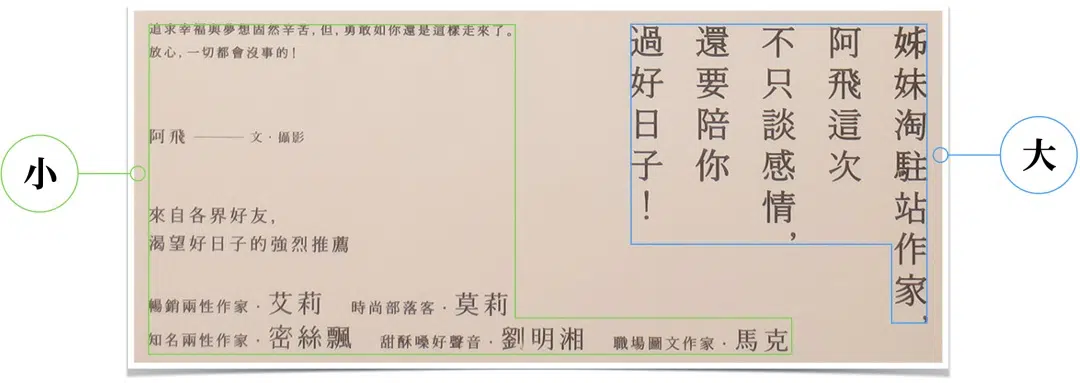 小
追求幸福與夢想固然辛苦,但,勇敢如你還是這樣走來了。
放心,一切都會沒事的!
阿飛——文·攝影
來自各界好友,
渴望好日子的強烈推薦
暢銷兩性作家·艾莉 時尚部落客·莫莉
知名兩性作家·密絲飄 甜酥嗓好聲音·劉明湘 職場圖文作家·馬克
姊妹淘駐站作家,
阿飛這次
不只談感情,
還要陪你
過好日子!
大